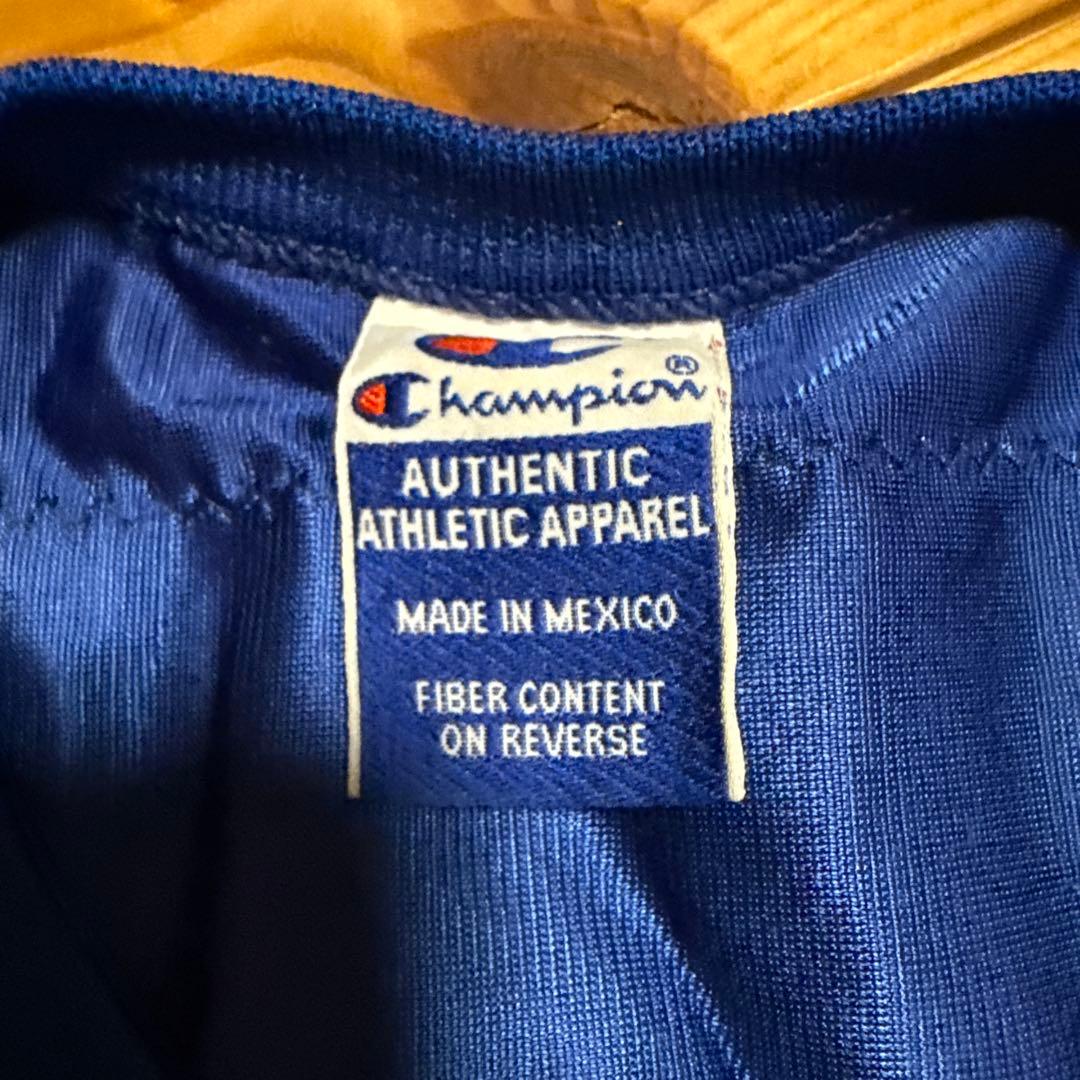 Champion®
AUTHENTIC
ATHLETIC APPAREL
MADE IN MEXICO
FIBER CONTENT
ON REVERSE